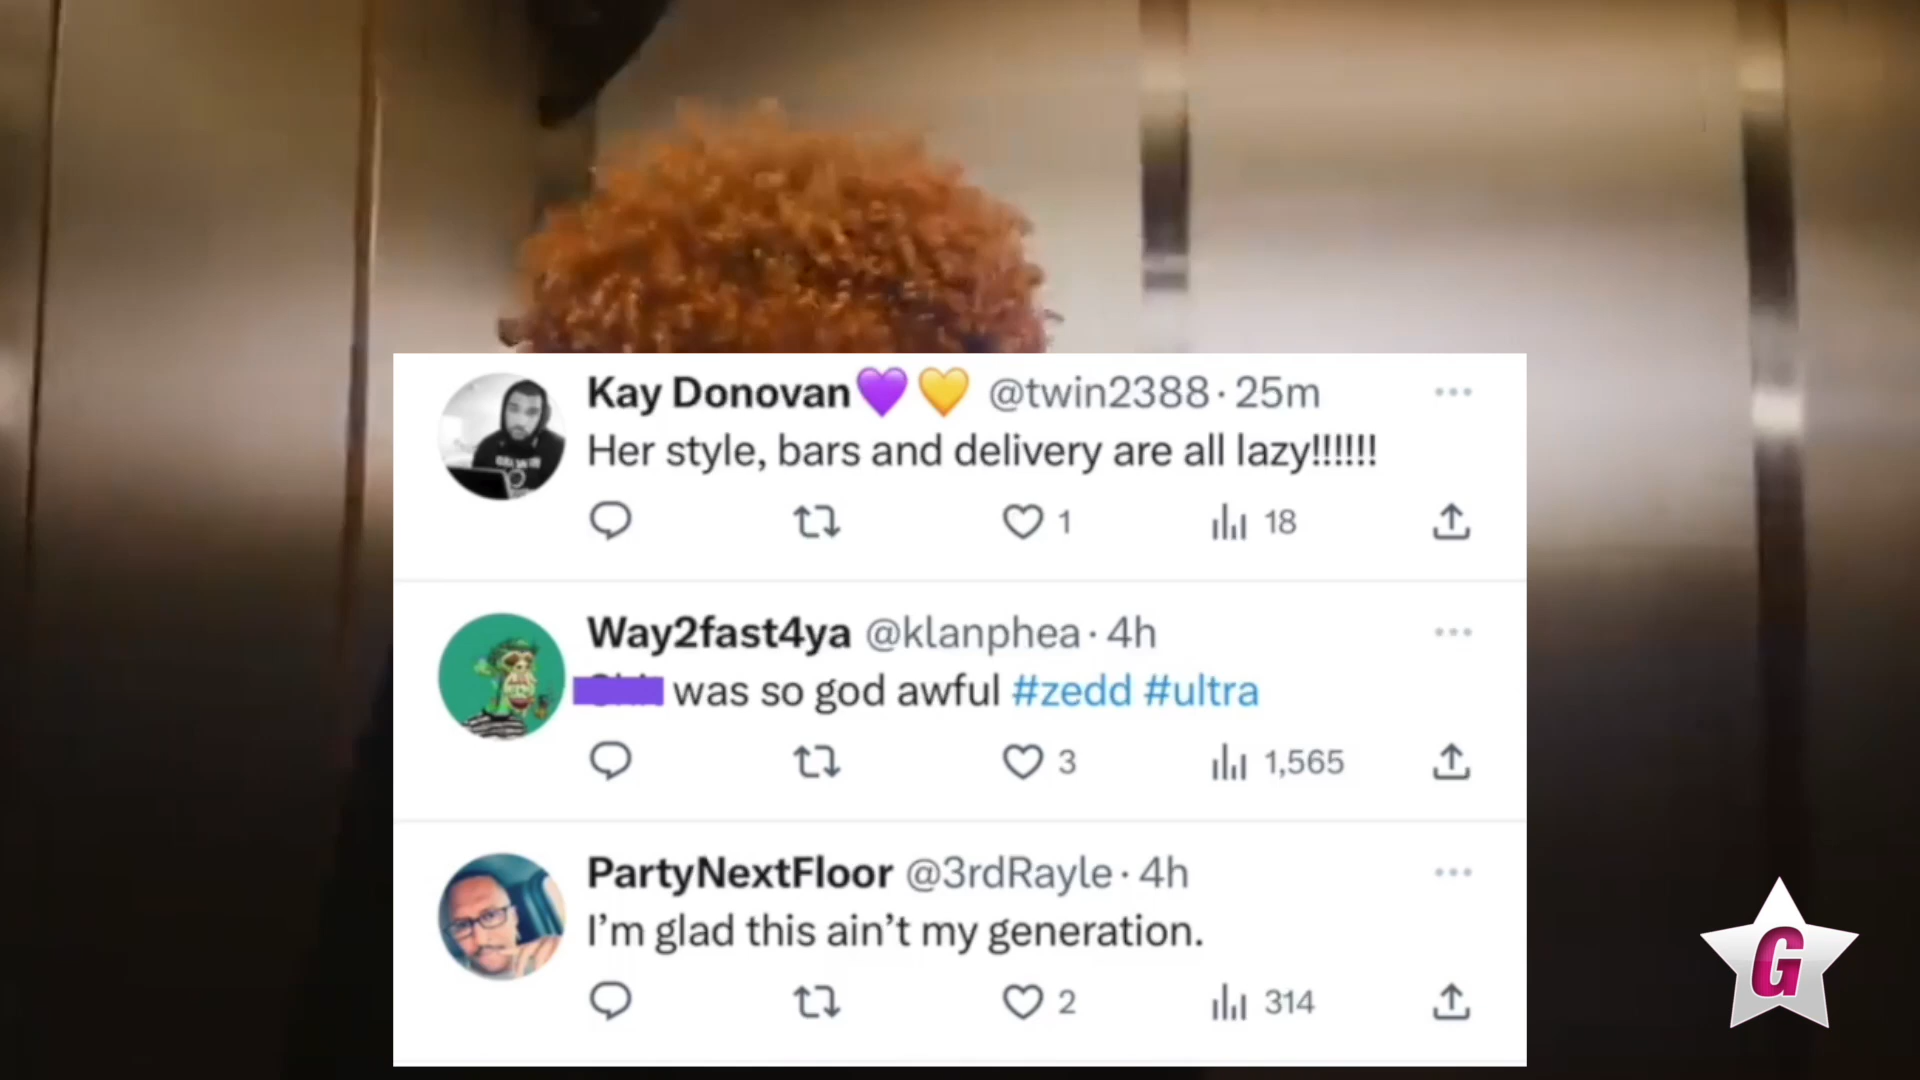 Kay Donovan💜💛 @twin2388 · 25m
Her style, bars and delivery are all lazy!!!!!!
1 18
Way2fast4ya @klanphea · 4h
was so god awful #zedd #ultra
3 1,565
PartyNextFloor @3rdRayle · 4h
I’m glad this ain’t my generation.
2 314
G